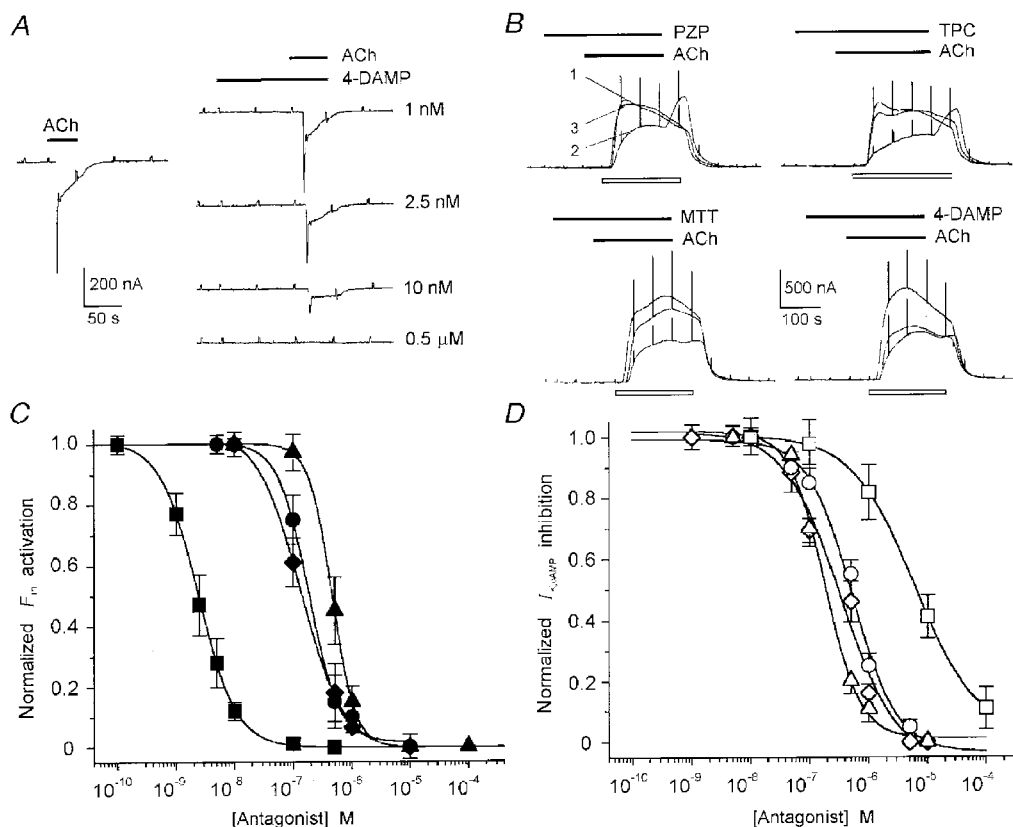 A
ACh
4-DAMP
ACh
1 nM
2.5 nM
10 nM
0.5 µM
200 nA
50 s
B
PZP
ACh
1
3
2
TPC
ACh
MTT
ACh
4-DAMP
ACh
500 nA
100 s
C
Normalized F_in activation
1.0
0.8
0.6
0.4
0.2
0
10⁻¹⁰ 10⁻⁹ 10⁻⁸ 10⁻⁷ 10⁻⁶ 10⁻⁵ 10⁻⁴
[Antagonist] M
D
Normalized I_K,cAMP inhibition
1.0
0.8
0.6
0.4
0.2
0
10⁻¹⁰ 10⁻⁹ 10⁻⁸ 10⁻⁷ 10⁻⁶ 10⁻⁵ 10⁻⁴
[Antagonist] M